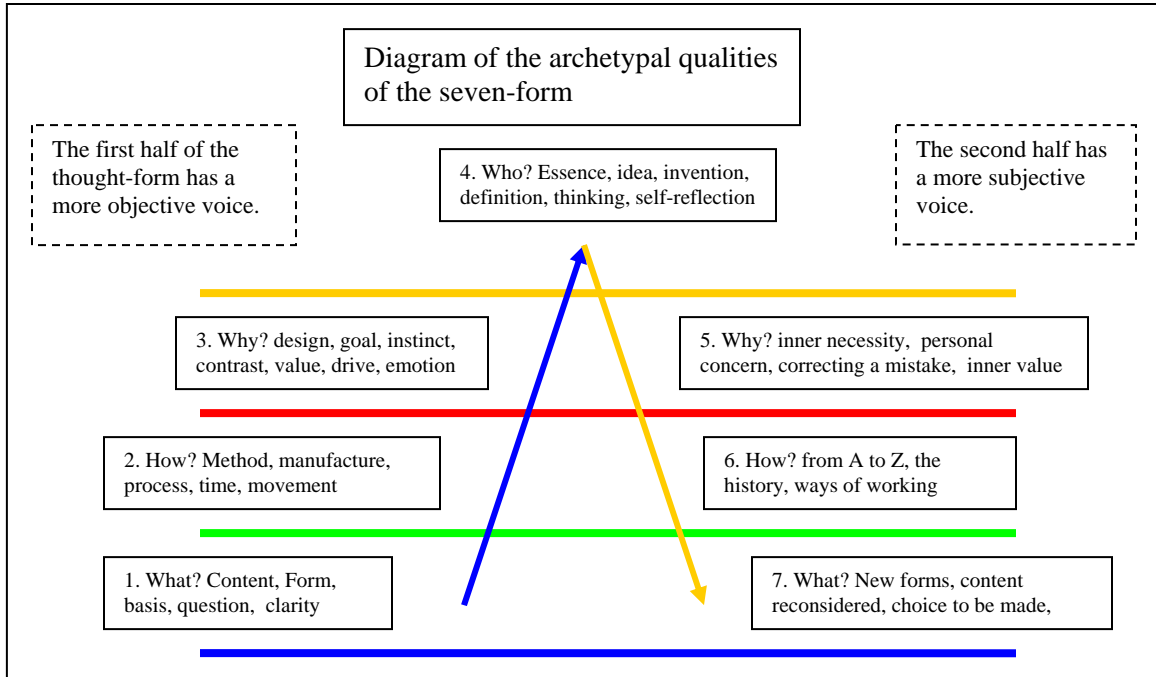 Diagram of the archetypal qualities
of the seven-form
The first half of the
thought-form has a
more objective voice.
4. Who? Essence, idea, invention,
definition, thinking, self-reflection
The second half has
a more subjective
voice.
3. Why? design, goal, instinct,
contrast, value, drive, emotion
5. Why? inner necessity, personal
concern, correcting a mistake, inner value
2. How? Method, manufacture,
process, time, movement
6. How? from A to Z, the
history, ways of working
1. What? Content, Form,
basis, question, clarity
7. What? New forms, content
reconsidered, choice to be made,